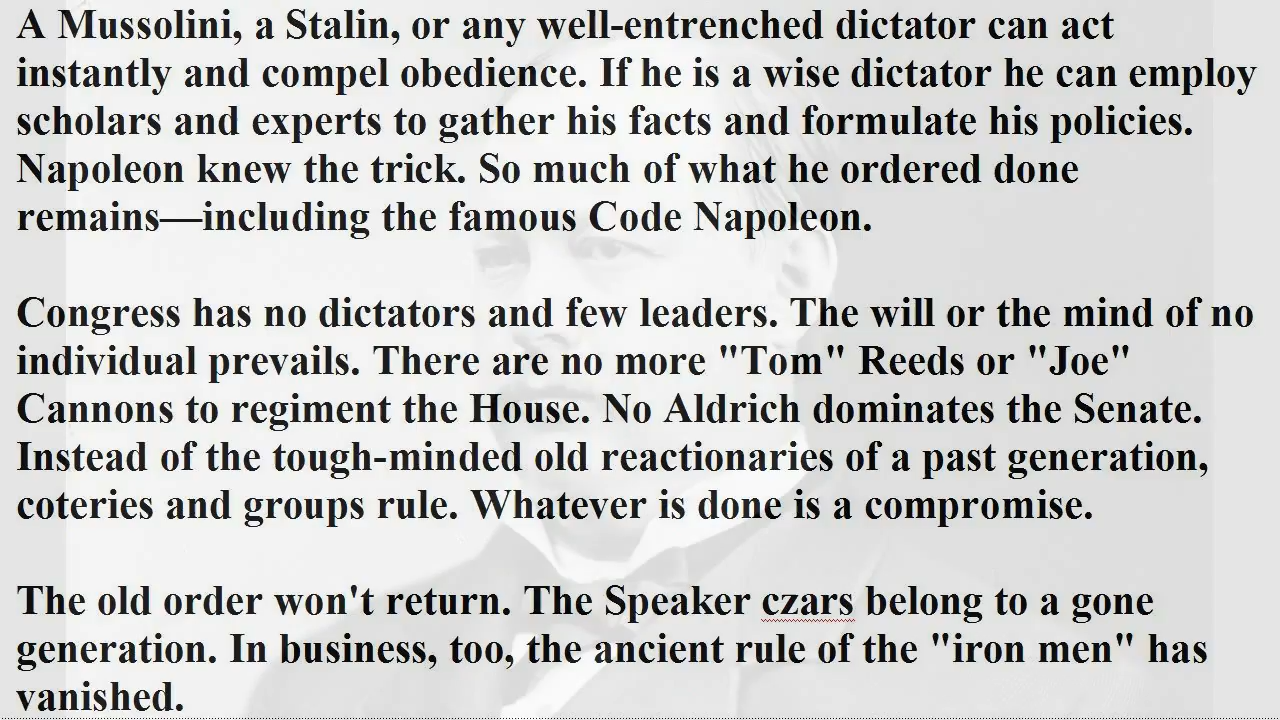 A Mussolini, a Stalin, or any well-entrenched dictator can act
instantly and compel obedience. If he is a wise dictator he can employ
scholars and experts to gather his facts and formulate his policies.
Napoleon knew the trick. So much of what he ordered done
remains—including the famous Code Napoleon.
Congress has no dictators and few leaders. The will or the mind of no
individual prevails. There are no more "Tom" Reeds or "Joe"
Cannons to regiment the House. No Aldrich dominates the Senate.
Instead of the tough-minded old reactionaries of a past generation,
coteries and groups rule. Whatever is done is a compromise.
The old order won't return. The Speaker czars belong to a gone
generation. In business, too, the ancient rule of the "iron men" has
vanished.